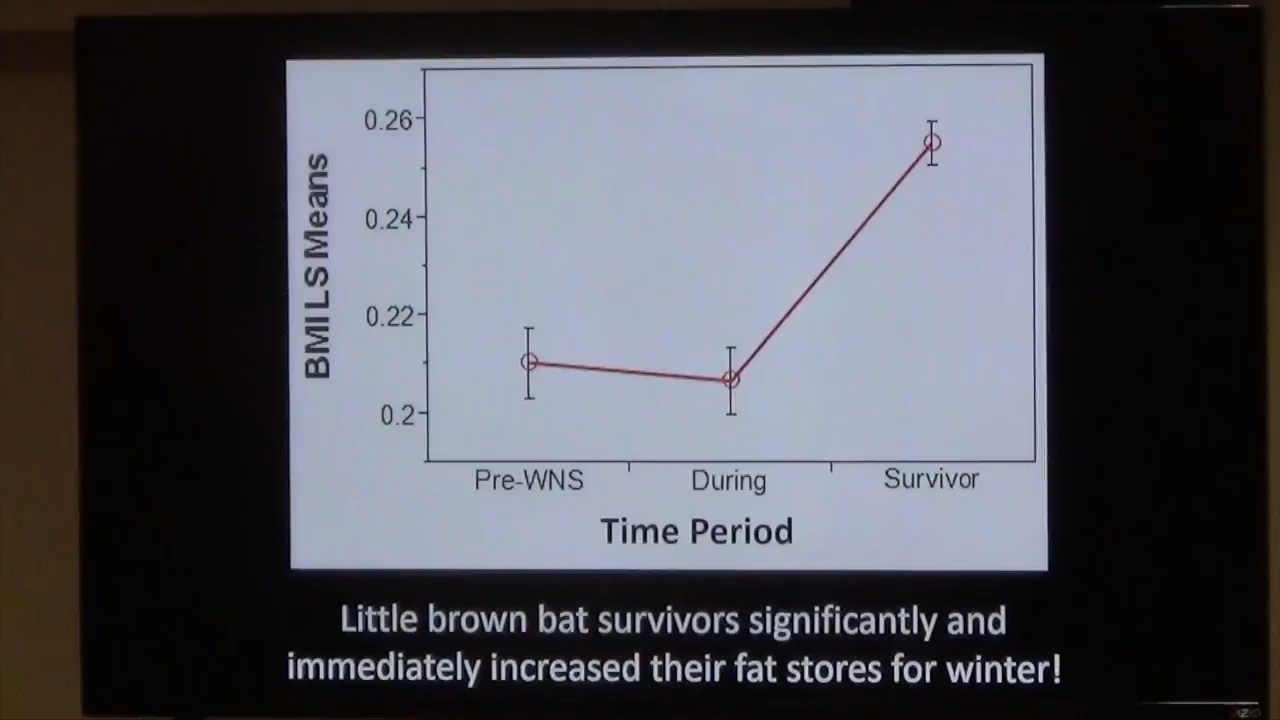 BMI LS Means
0.26
0.24
0.22
0.2
Pre-WNS During Survivor
Time Period
Little brown bat survivors significantly and
immediately increased their fat stores for winter!